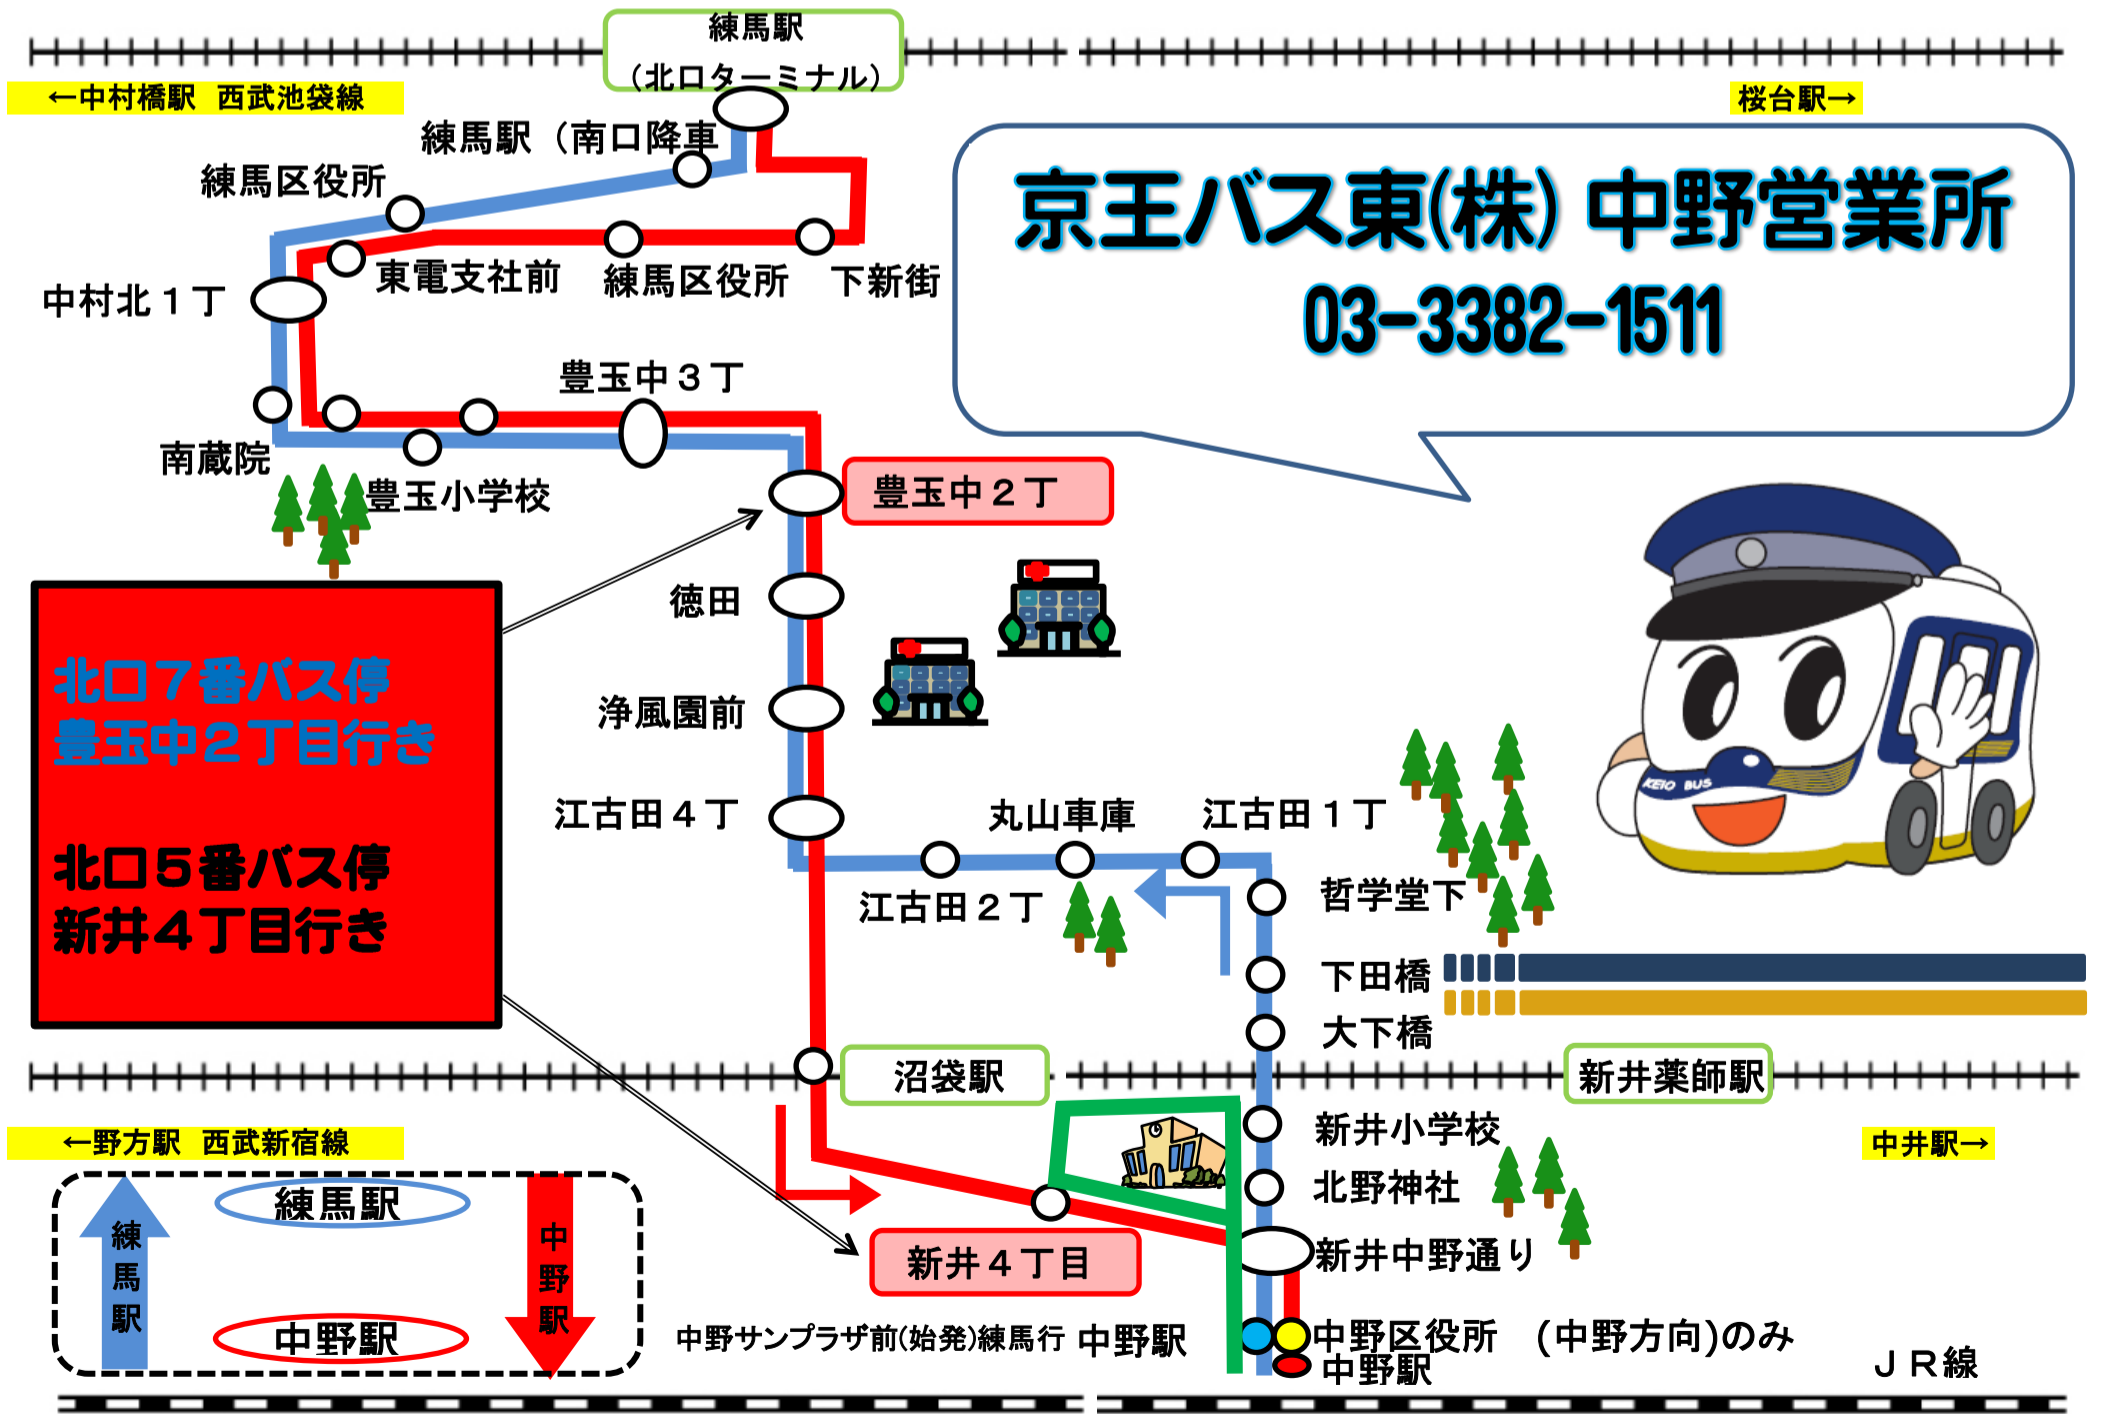 練馬駅
（北口ターミナル）
←中村橋駅　西武池袋線
桜台駅→
練馬駅（南口降車
練馬区役所
京王バス東(株) 中野営業所
03-3382-1511
東電支社前
練馬区役所
下新街
中村北１丁
豊玉中３丁
南蔵院
豊玉小学校
豊玉中２丁
徳田
北口７番バス停
豊玉中２丁目行き
北口５番バス停
新井４丁目行き
浄風園前
KEIO BUS
江古田４丁
丸山車庫
江古田１丁
江古田２丁
哲学堂下
下田橋
大下橋
沼袋駅
新井薬師駅
←野方駅　西武新宿線
新井小学校
中井駅→
北野神社
練馬駅
練馬駅
中野駅
中野駅
新井４丁目
新井中野通り
中野サンプラザ前(始発)練馬行
中野駅
中野区役所　(中野方向)のみ
中野駅
ＪＲ線